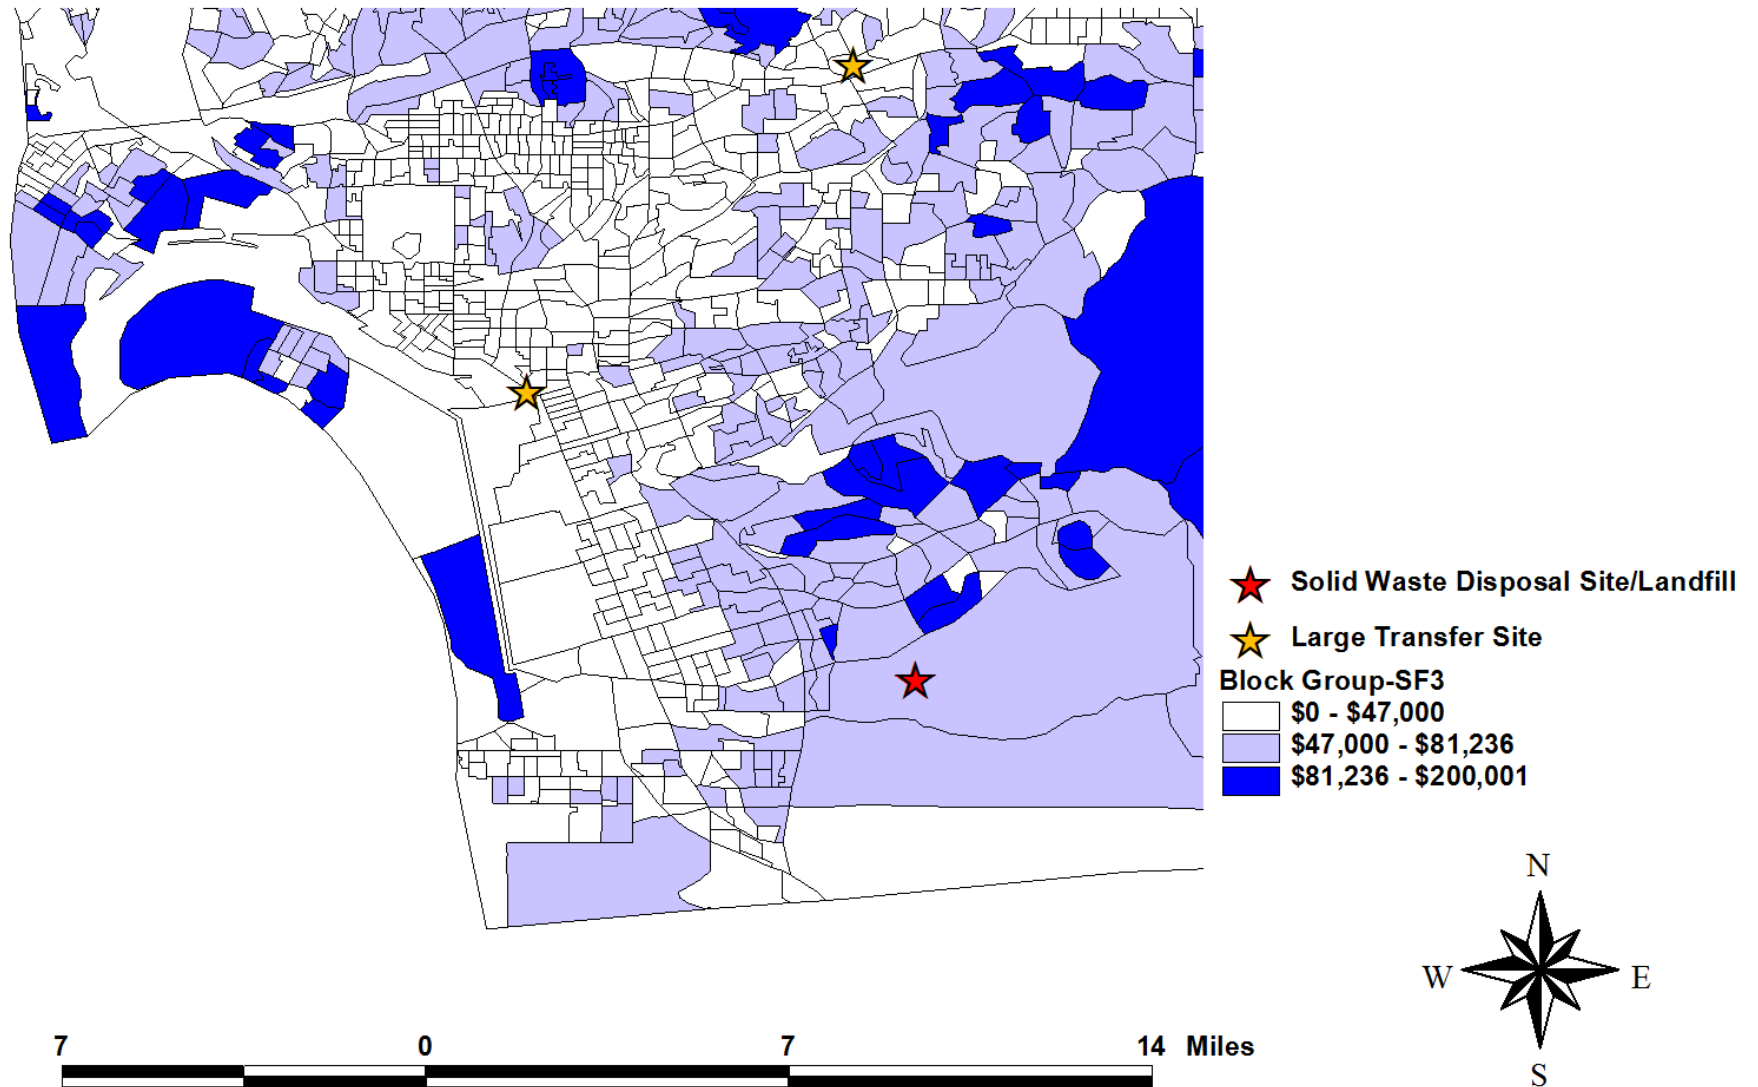 Solid Waste Disposal Site/Landfill
Large Transfer Site
Block Group-SF3
$0 - $47,000
$47,000 - $81,236
$81,236 - $200,001
N
W E
S
7 0 7 14 Miles